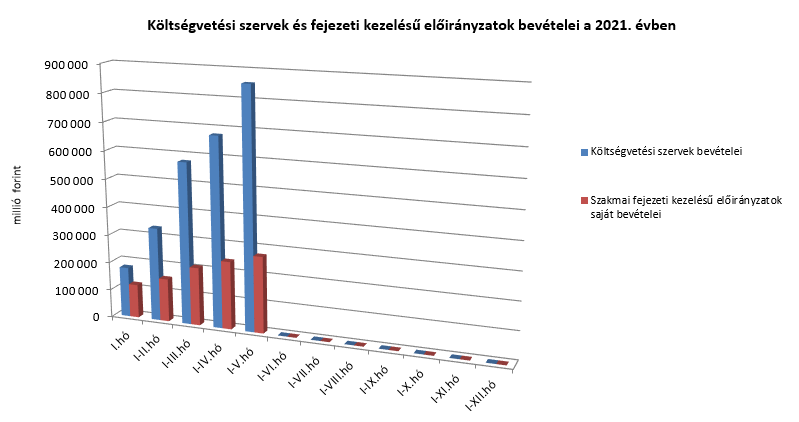 Költségvetési szervek és fejezeti kezelésű előirányzatok bevételei a 2021. évben
900 000
800 000
700 000
600 000
500 000
400 000
300 000
200 000
100 000
0
millió forint
I.hó
I-II.hó
I-III.hó
I-IV.hó
I-V.hó
I-VI.hó
I-VII.hó
I-VIII.hó
I-IX.hó
I-X.hó
I-XI.hó
I-XII.hó
Költségvetési szervek bevételei
Szakmai fejezeti kezelésű előirányzatok
saját bevételei